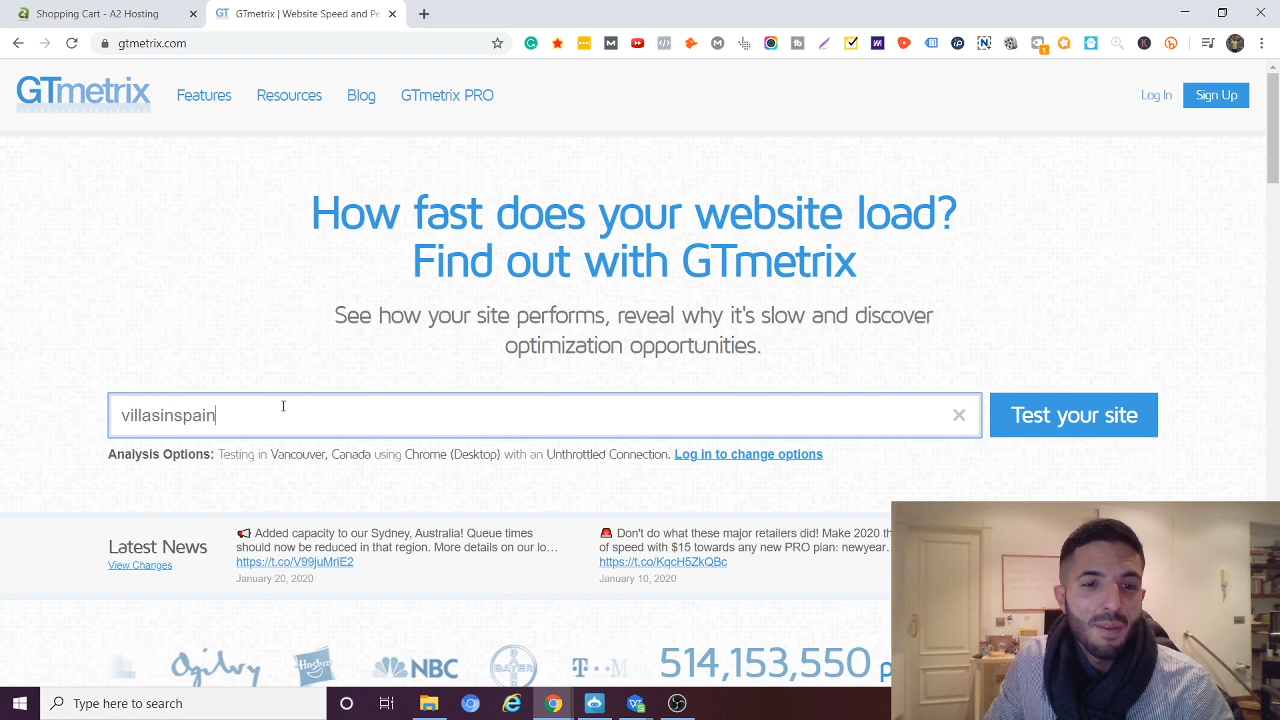 Shopping Cart - A2 Hosting
GT GTmetrix | Website Speed and Pe
gtmetrix.com
GTmetrix
Features
Resources
Blog
GTmetrix PRO
Log In
Sign Up
How fast does your website load?
Find out with GTmetrix
See how your site performs, reveal why it's slow and discover
optimization opportunities.
villasinspain
Test your site
Analysis Options: Testing in Vancouver, Canada using Chrome (Desktop) with an Unthrottled Connection. Log in to change options
Latest News
View Changes
Added capacity to our Sydney, Australia! Queue times
should now be reduced in that region. More details on our lo…
https://t.co/V99juMriE2
January 20, 2020
Don't do what these major retailers did! Make 2020 th
of speed with $15 towards any new PRO plan: newyear.
https://t.co/KqcH5ZkQBc
January 10, 2020
Ogilvy
Hasbro
NBC
BAYER
T
M
514,153,550 p
Type here to search